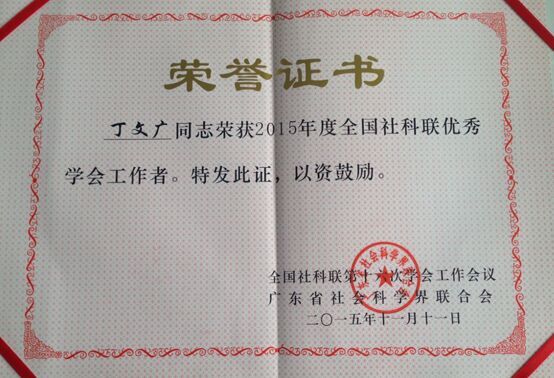 荣誉证书
丁文广同志荣获2015年度全国社科联优秀
学会工作者。特发此证，以资鼓励。
全国社科联第十六次学会工作会议
广东省社会科学界联合会
二〇一五年十一月十一日